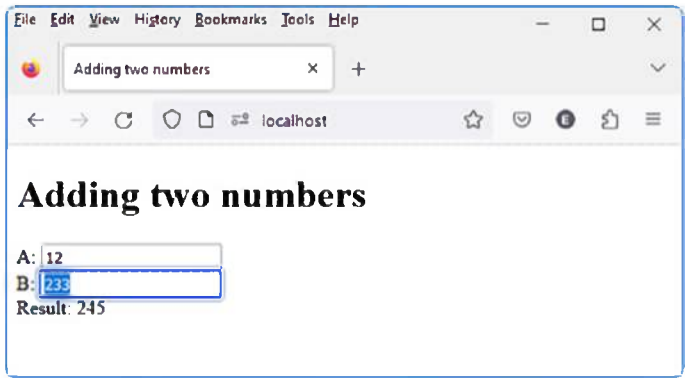 File Edit View History Bookmarks Tools Help
Adding two numbers
localhost
Adding two numbers
A: 12
B: 233
Result: 245